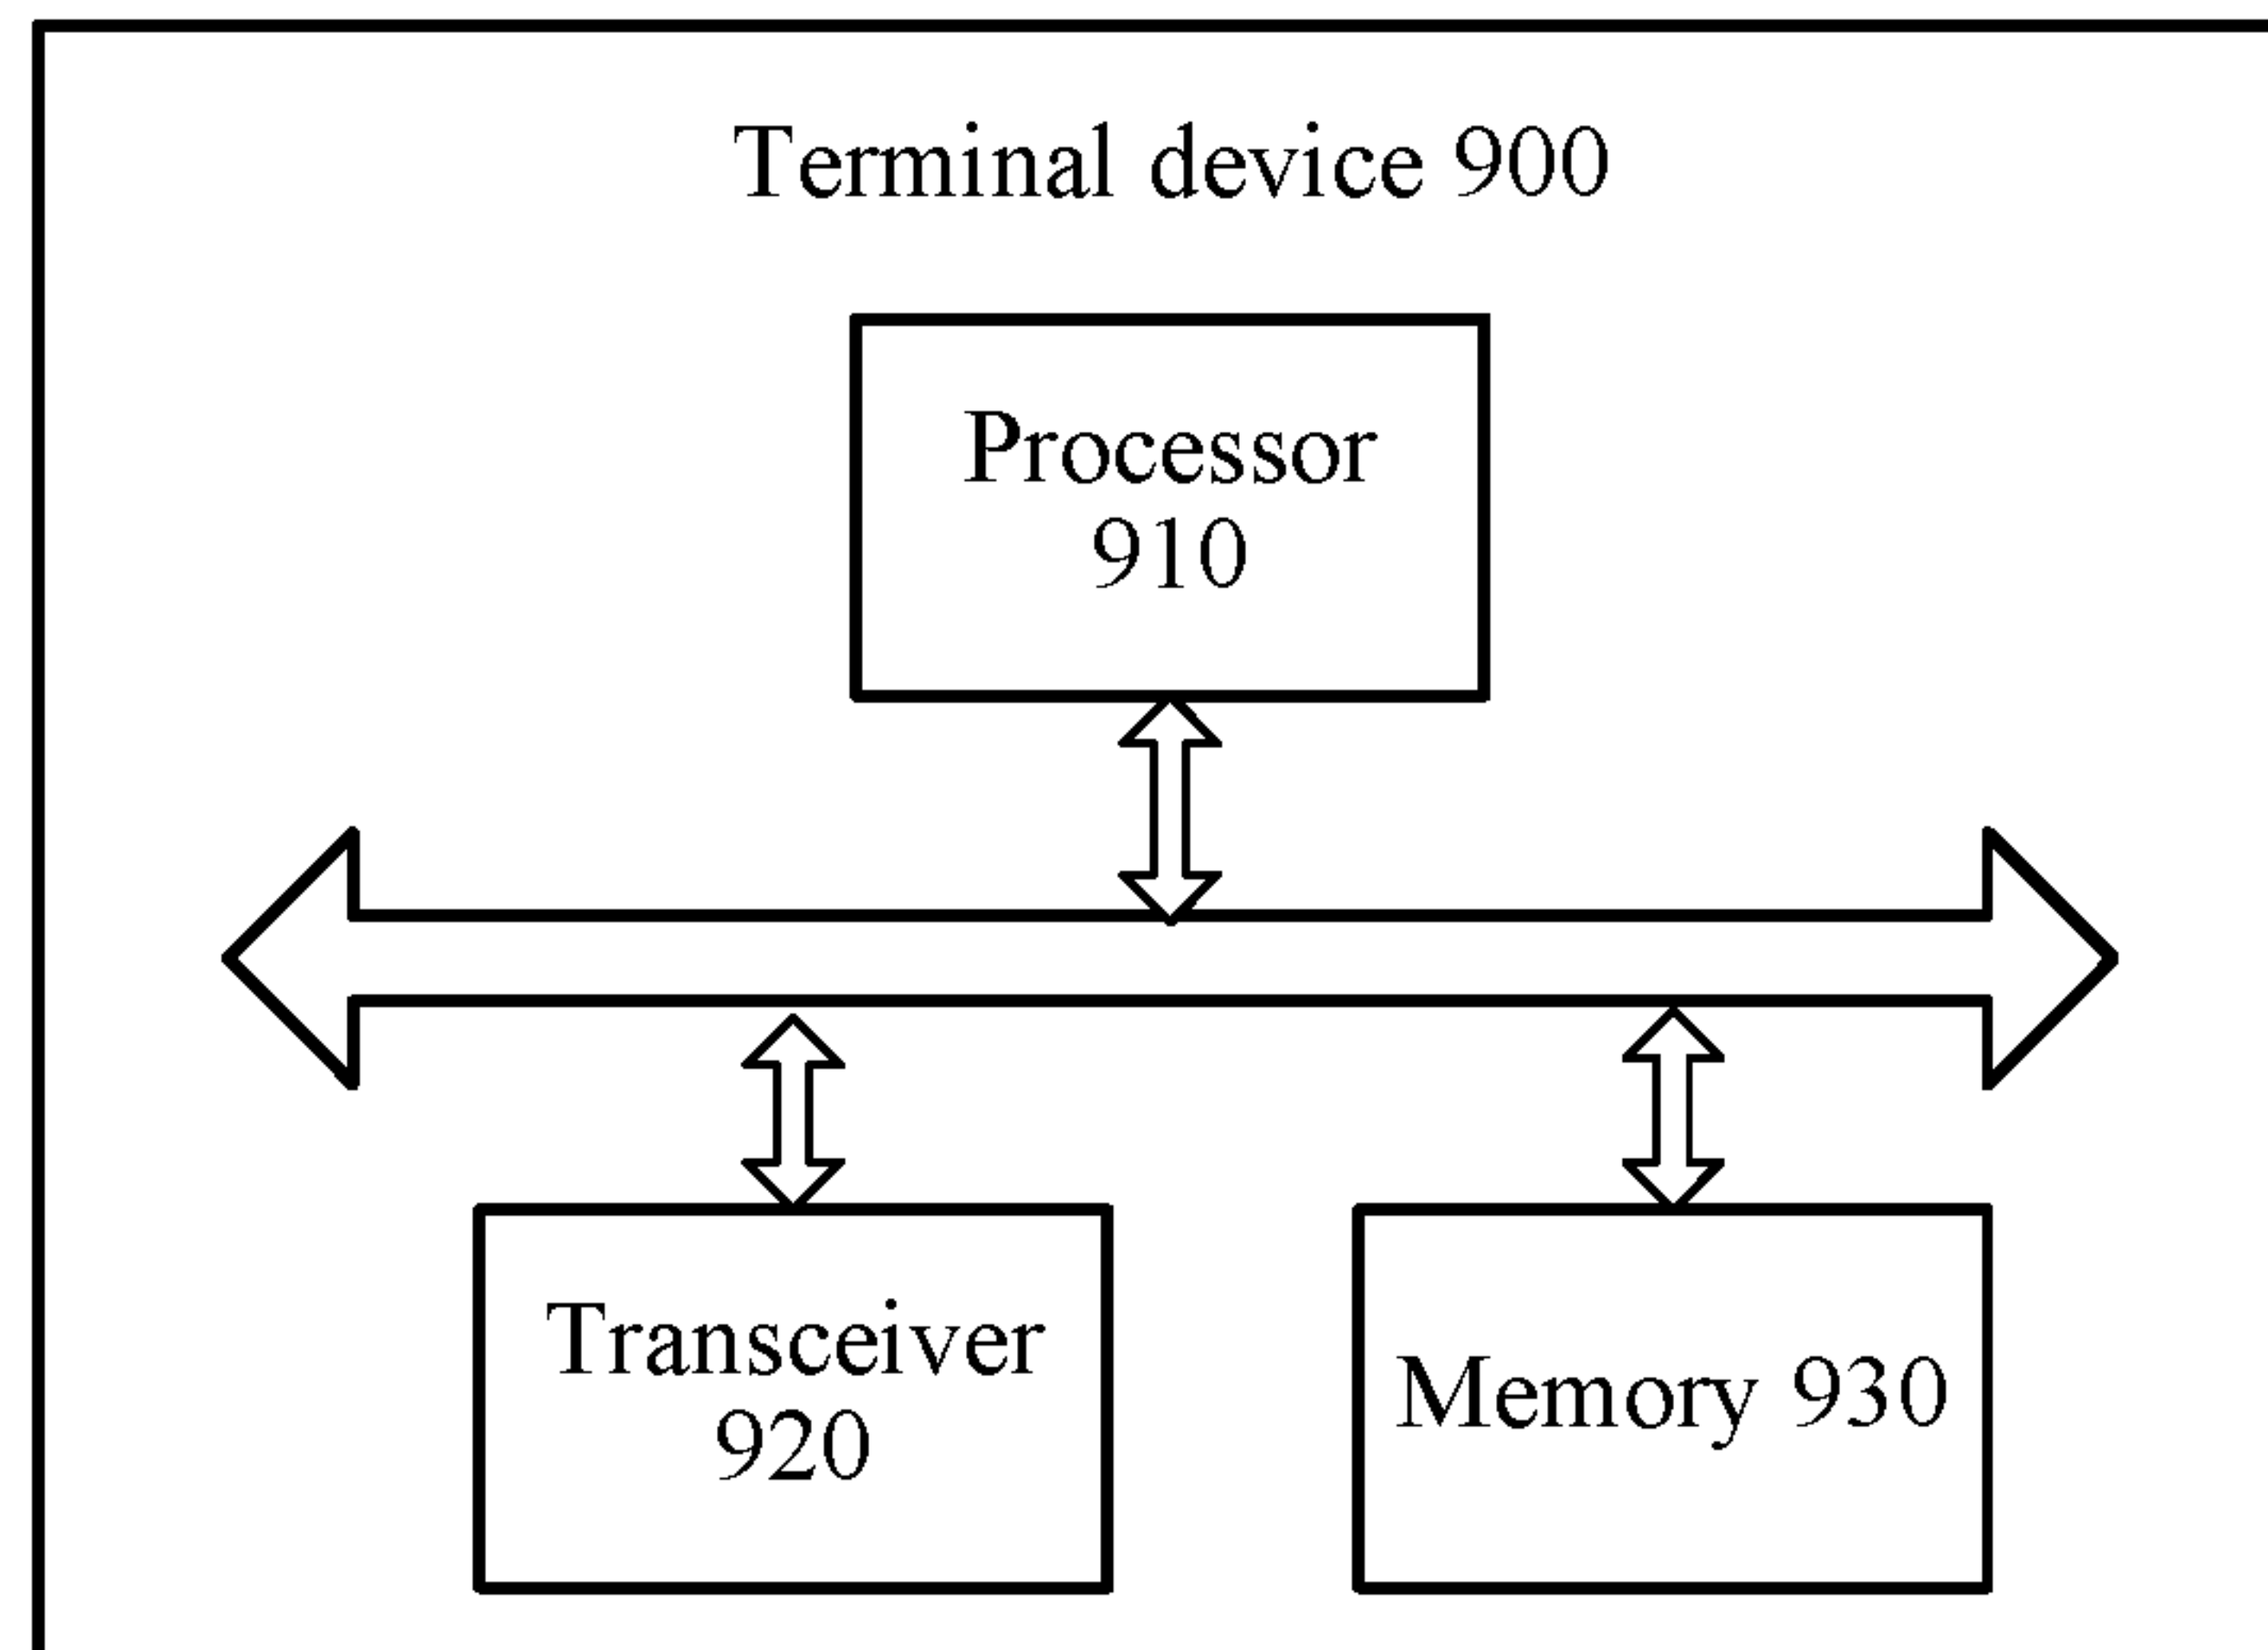 Terminal device 900
Processor
910
Transceiver
920
Memory 930